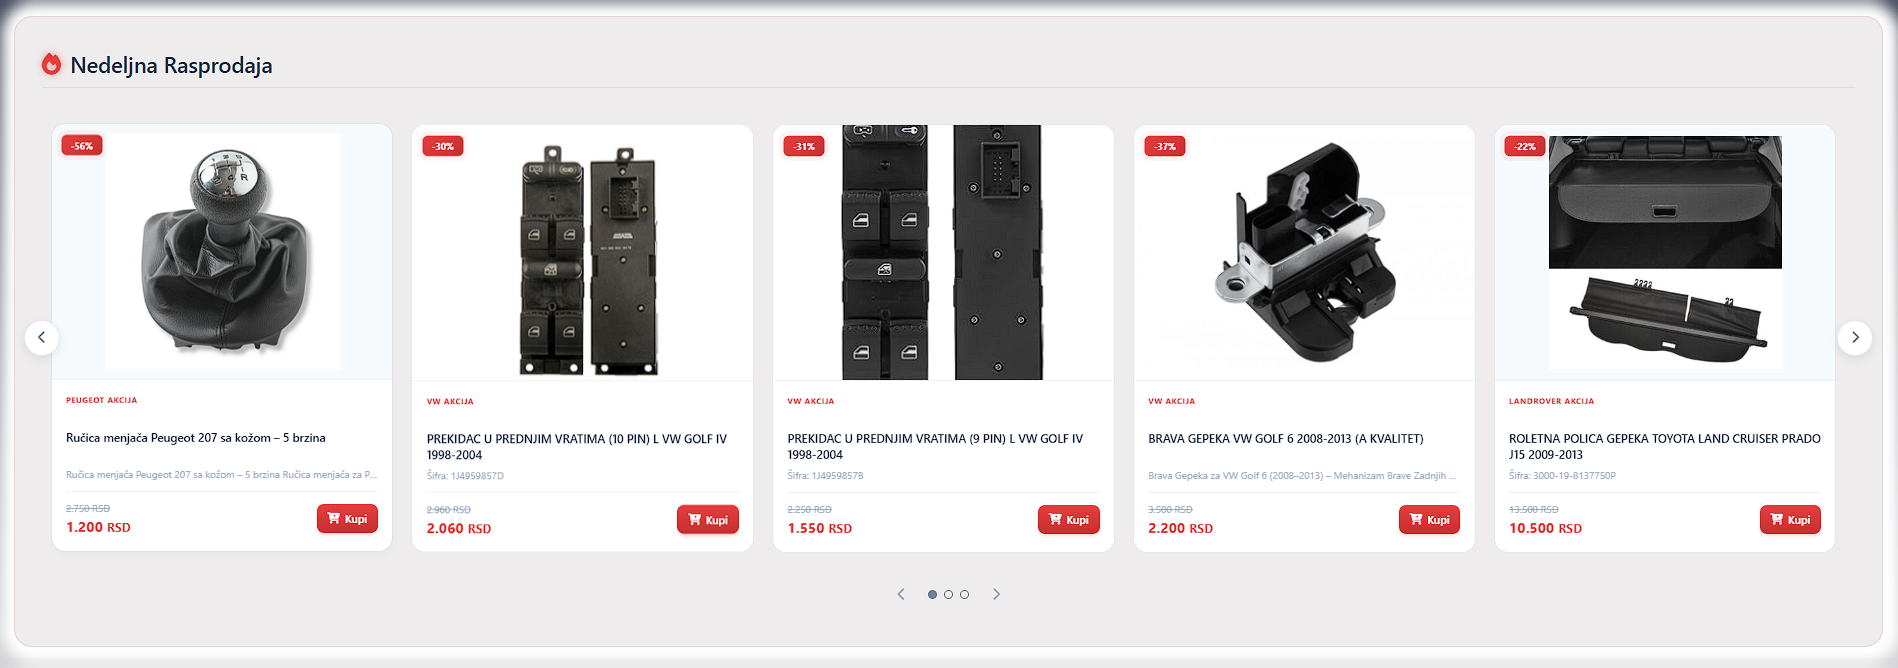 Nedeljna Rasprodaja
-56%
PEUGEOT AKCIJA
Ručica menjača Peugeot 207 sa kožom – 5 brzina
Ručica menjača Peugeot 207 sa kožom – 5 brzina Ručica menjača za P...
2.750 RSD
1.200 RSD
Kupi
-30%
VW AKCIJA
PREKIDAC U PREDNJIM VRATIMA (10 PIN) L VW GOLF IV
1998-2004
Šifra: 1J4959857D
2.960 RSD
2.060 RSD
Kupi
-31%
VW AKCIJA
PREKIDAC U PREDNJIM VRATIMA (9 PIN) L VW GOLF IV
1998-2004
Šifra: 1J4959857B
2.250 RSD
1.550 RSD
Kupi
-37%
VW AKCIJA
BRAVA GEPEKA VW GOLF 6 2008-2013 (A KVALITET)
Brava Gepeka za VW Golf 6 (2008–2013) – Mehanizam Brave Zadnjih ...
3.500 RSD
2.200 RSD
Kupi
-22%
LANDROVER AKCIJA
ROLETNA POLICA GEPEKA TOYOTA LAND CRUISER PRADO
J15 2009-2013
Šifra: 3000-19-8137750P
13.500 RSD
10.500 RSD
Kupi